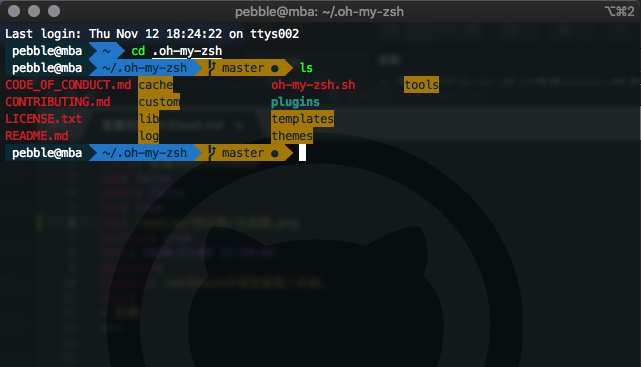 pebble@mba: ~/.oh-my-zsh ⌥⌘2
Last login: Thu Nov 12 18:24:22 on ttys002
pebble@mba ~ cd .oh-my-zsh
pebble@mba ~/.oh-my-zsh master ● ls
CODE_OF_CONDUCT.md cache oh-my-zsh.sh tools
CONTRIBUTING.md custom plugins
LICENSE.txt lib templates
README.md log themes
pebble@mba ~/.oh-my-zsh master ●